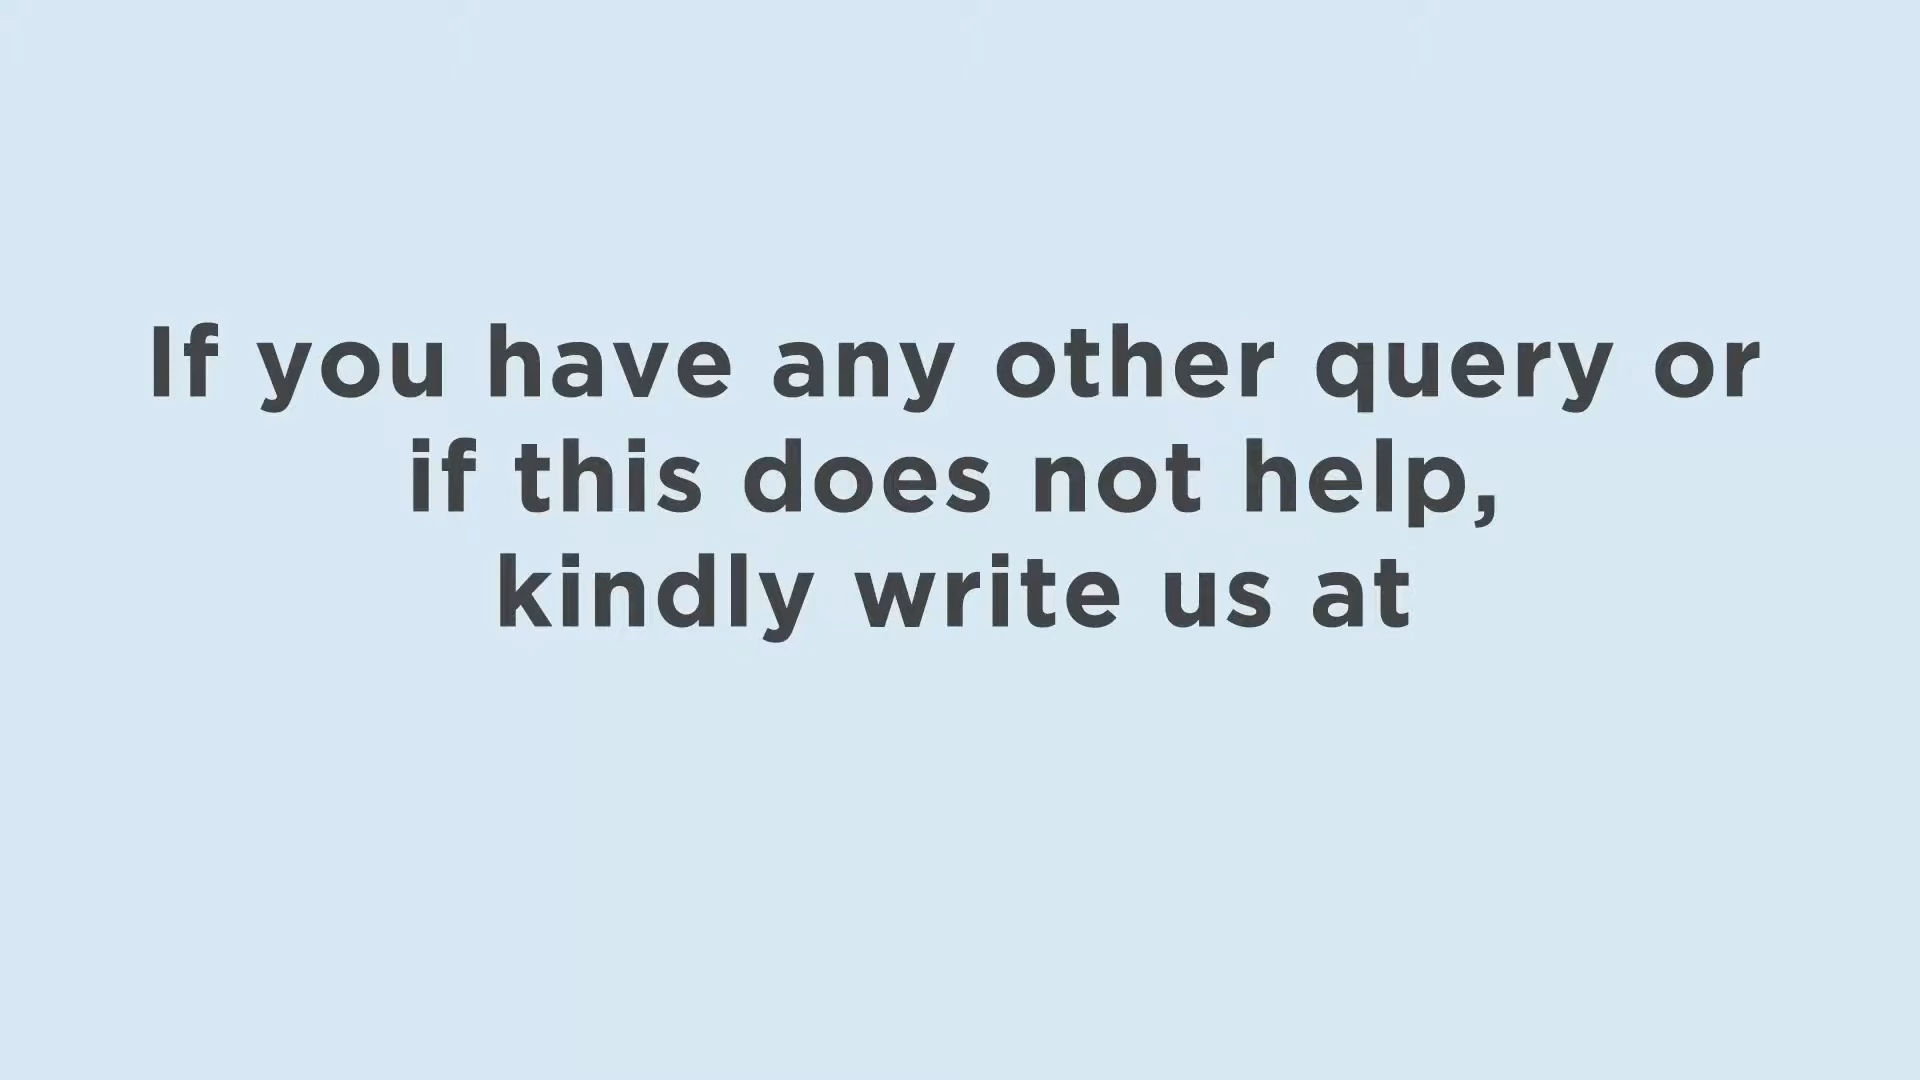 If you have any other query or
if this does not help,
kindly write us at